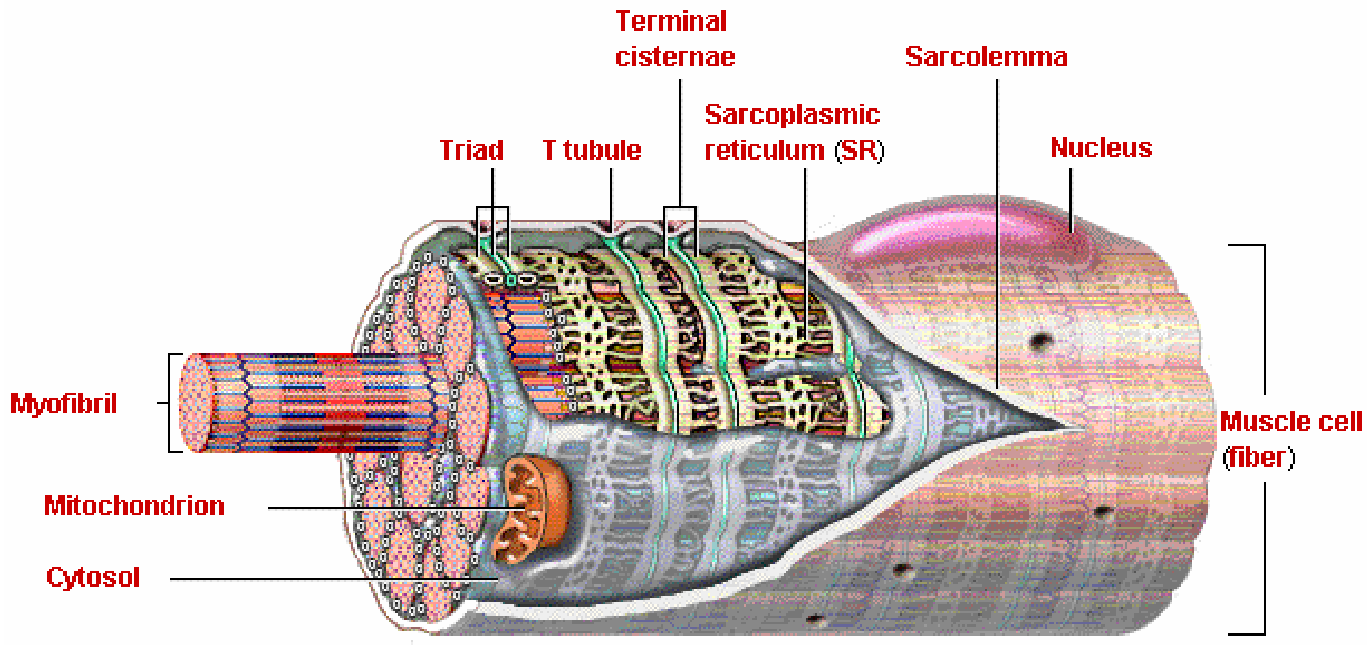 Terminal
cisternae
Sarcolemma
Sarcoplasmic
reticulum (SR)
Triad
T tubule
Nucleus
Myofibril
Muscle cell
(fiber)
Mitochondrion
Cytosol